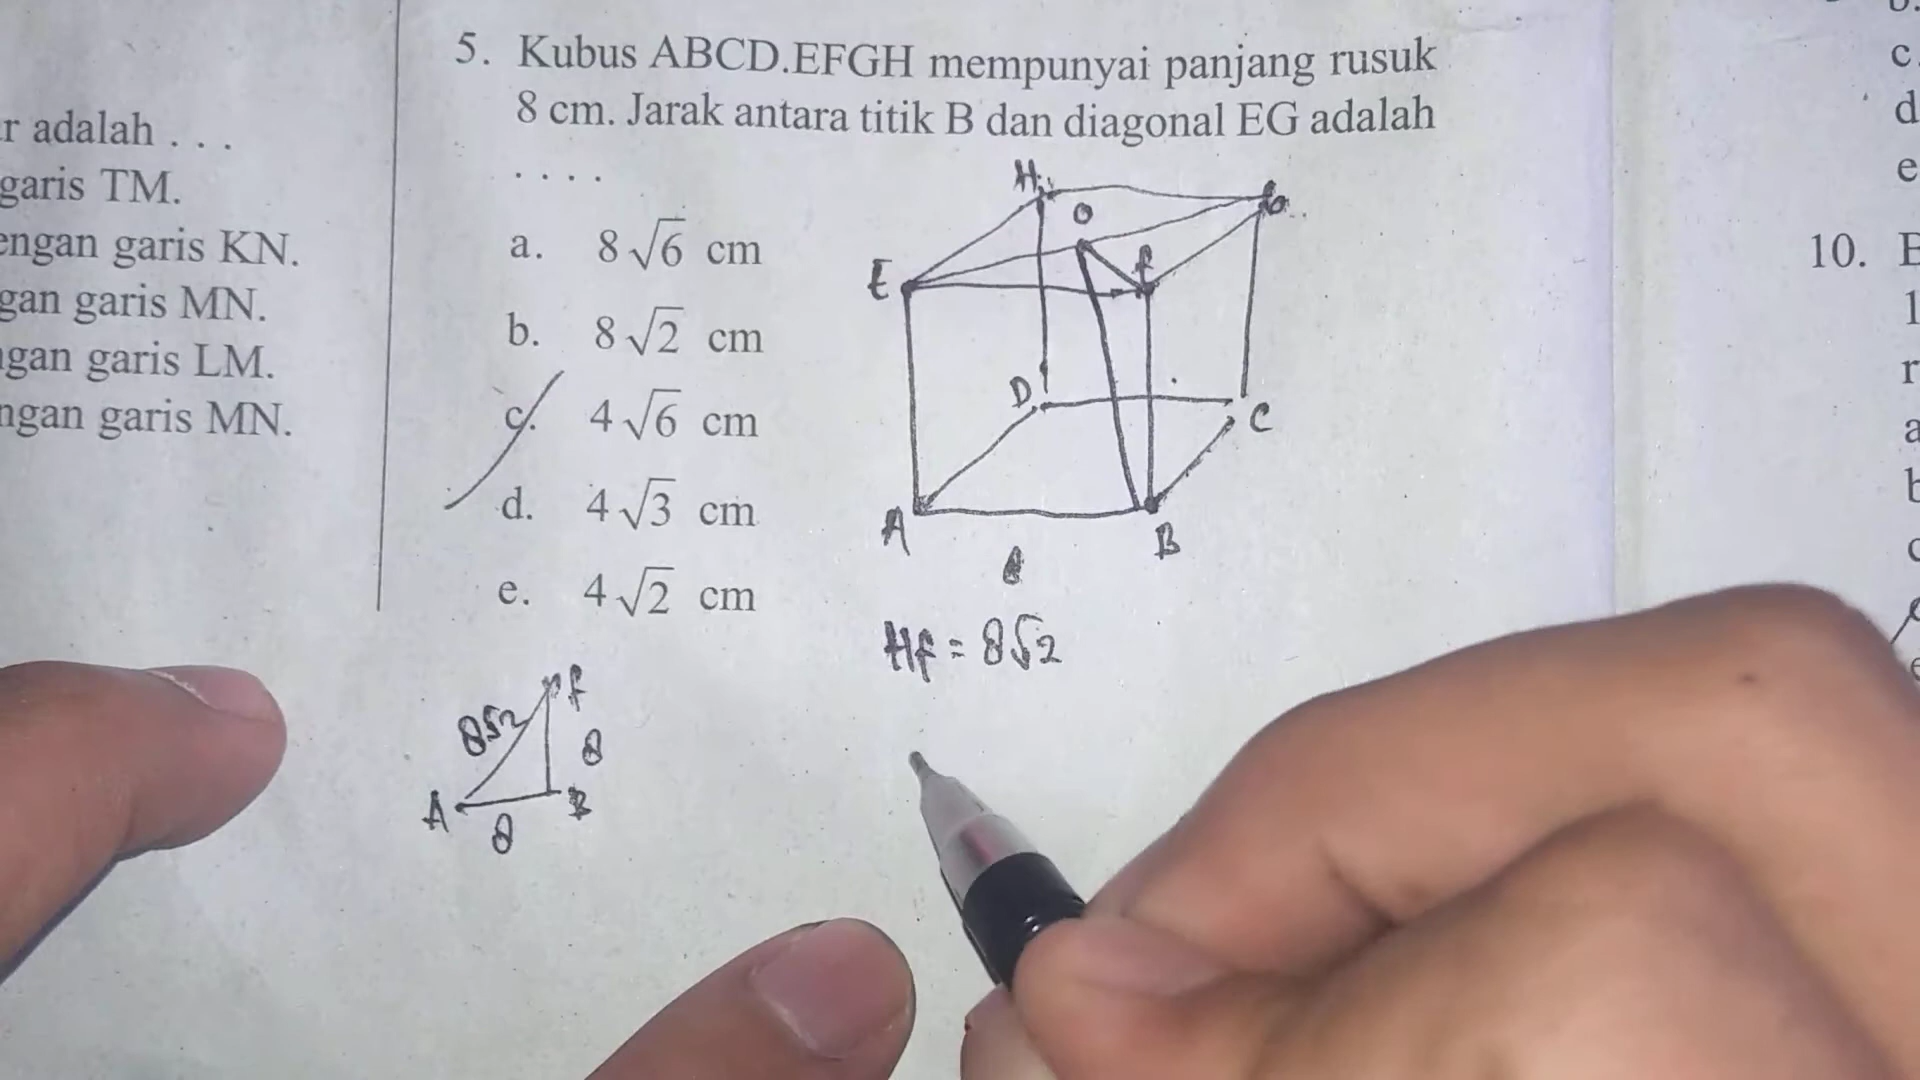 r adalah . . .
garis TM.
engan garis KN.
gan garis MN.
gan garis LM.
ngan garis MN.
5. Kubus ABCD.EFGH mempunyai panjang rusuk
8 cm. Jarak antara titik B dan diagonal EG adalah
. . . .
a. 8√6 cm
b. 8√2 cm
c. 4√6 cm
d. 4√3 cm
e. 4√2 cm
H
O
G
E
f
D
C
A
B
8
Hf = 8√2
f
8√2
8
A
B
8
c.
d
e
10.
1
r
a
b
c